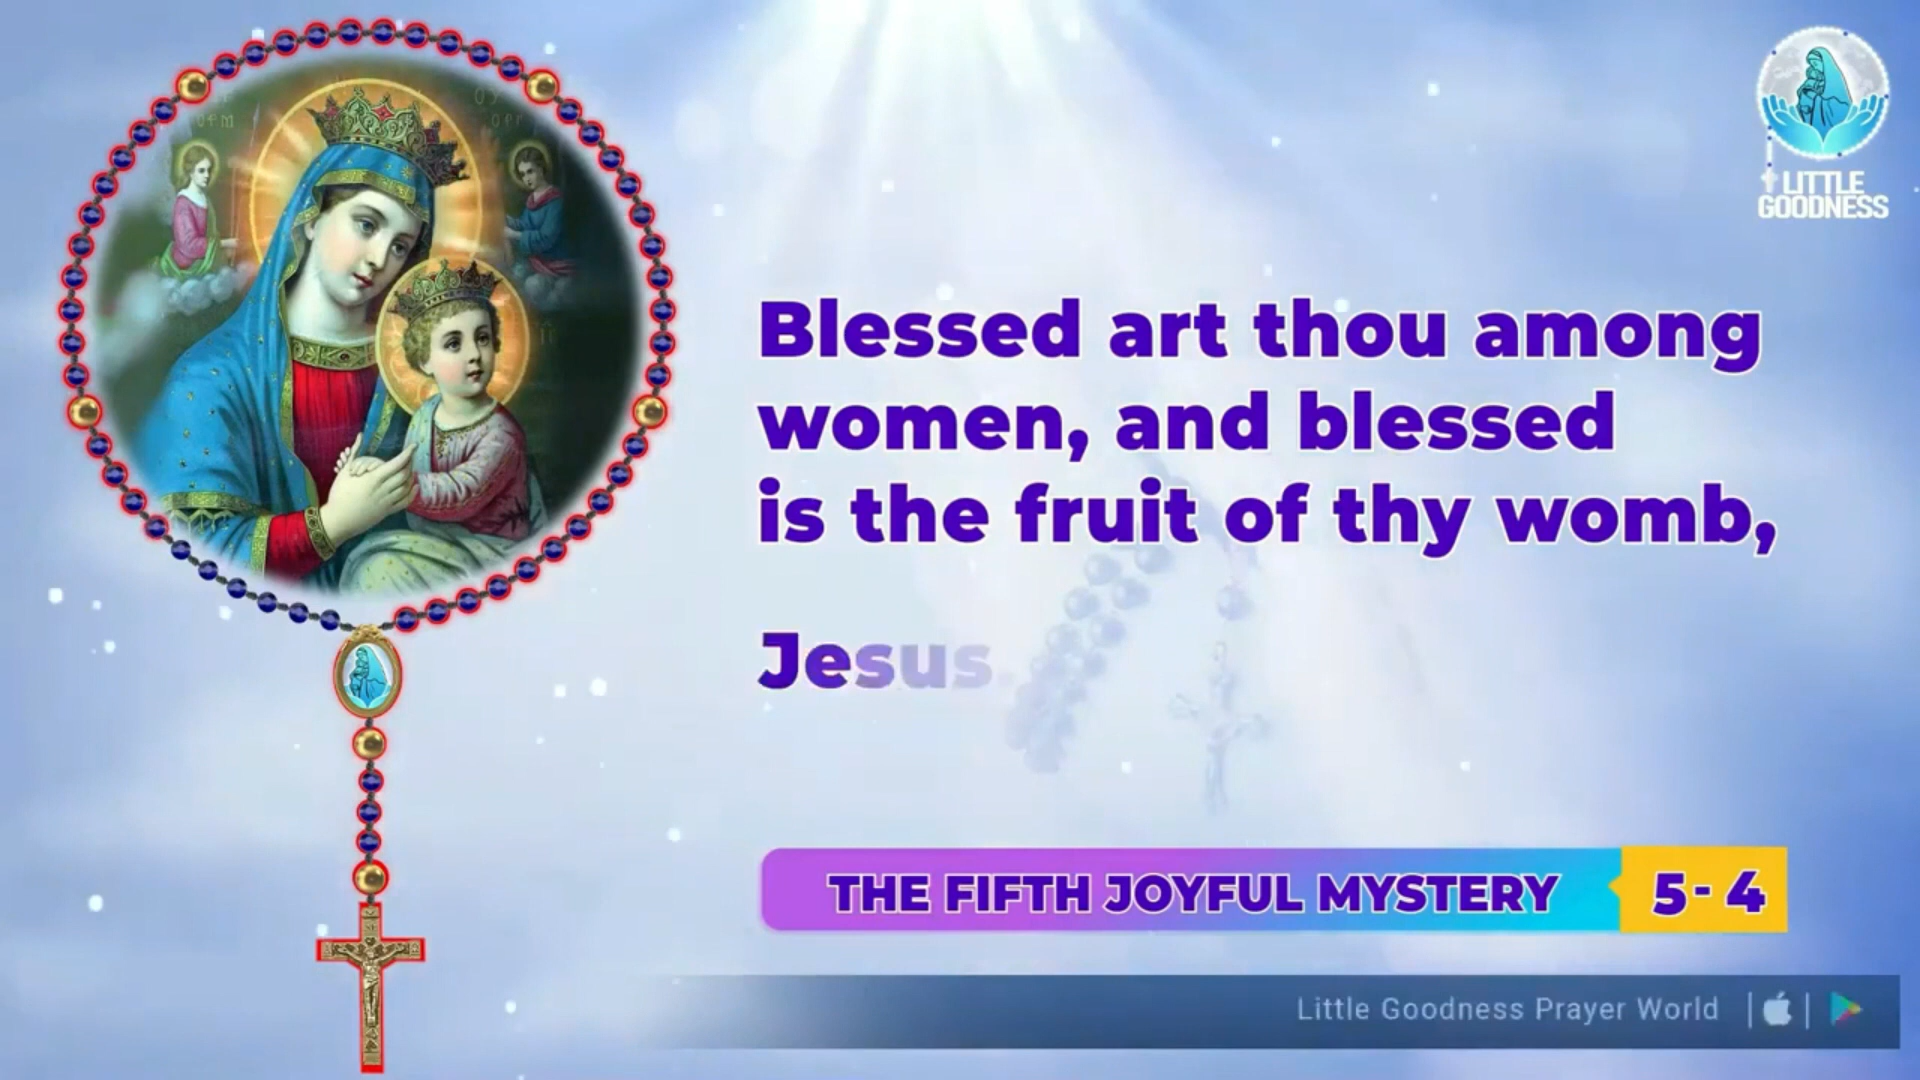 LITTLE
GOODNESS
Blessed art thou among
women, and blessed
is the fruit of thy womb,
Jesus.
THE FIFTH JOYFUL MYSTERY 5 - 4
Little Goodness Prayer World